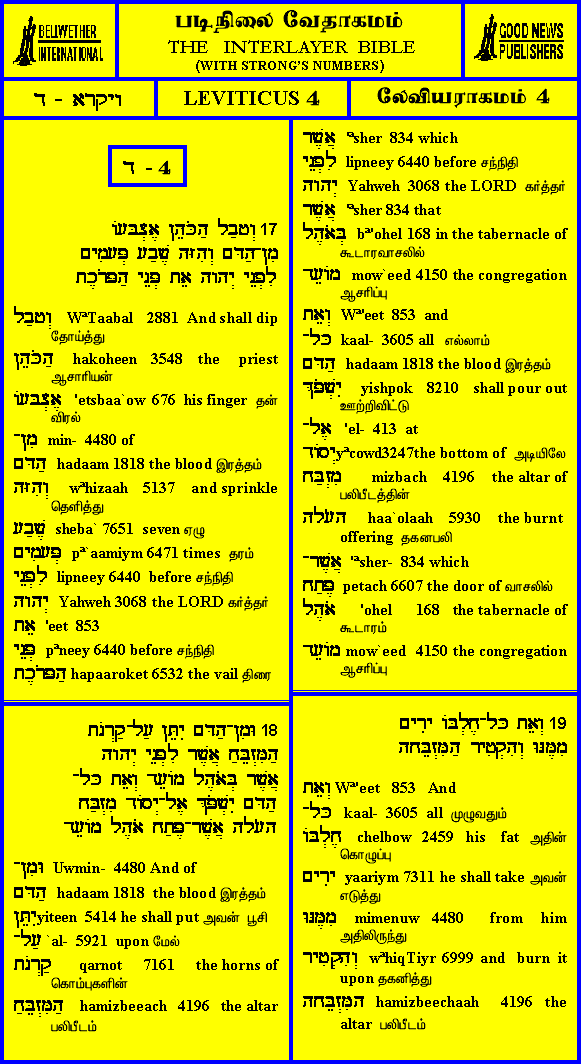 BELLWETHER
INTERNATIONAL
படிநிலை வேதாகமம்
THE INTERLAYER BIBLE
(WITH STRONG'S NUMBERS)
GOOD NEWS
PUBLISHERS
ויקרא - ד
LEVITICUS 4
லேவியராகமம் 4
4 - ד
17 וְטָבַל הַכֹּהֵן אֶצְבָּעוֹ
מִן־הַדָּם וְהִזָּה שֶׁבַע פְּעָמִים
לִפְנֵי יְהוָה אֵת פְּנֵי הַפָּרֹכֶת
וְטָבַל WªTaabal 2881 And shall dip
தோய்த்து
הַכֹּהֵן hakoheen 3548 the priest
ஆசாரியன்
אֶצְבָּעוֹ 'etsbaa`ow 676 his finger தன்
விரல்
מִן־ min- 4480 of
הַדָּם hadaam 1818 the blood இரத்தம்
וְהִזָּה wªhizaah 5137 and sprinkle
தெளித்து
שֶׁבַע sheba` 7651 seven ஏழு
פְּעָמִים pª`aamiym 6471 times தரம்
לִפְנֵי lipneey 6440 before சந்நிதி
יְהוָה Yahweh 3068 the LORD கர்த்தர்
אֵת 'eet 853
פְּנֵי pªneey 6440 before சந்நிதி
הַפָּרֹכֶת hapaaroket 6532 the vail திரை
18 וּמִן־הַדָּם יִתֵּן עַל־קַרְנֹת
הַמִּזְבֵּחַ אֲשֶׁר לִפְנֵי יְהוָה
אֲשֶׁר בְּאֹהֶל מוֹעֵד וְאֵת כָּל־
הַדָּם יִשְׁפֹּךְ אֶל־יְסוֹד מִזְבַּח
הָעֹלָה אֲשֶׁר־פֶּתַח אֹהֶל מוֹעֵד
וּמִן־ Uwmin- 4480 And of
הַדָּם hadaam 1818 the blood இரத்தம்
יִתֵּן yiteen 5414 he shall put அவன் பூசி
עַל־ `al- 5921 upon மேல்
קַרְנֹת qarnot 7161 the horns of
கொம்புகளின்
הַמִּזְבֵּחַ hamizbeeach 4196 the altar
பலிபீடம்
אֲשֶׁר ªsher 834 which
לִפְנֵי lipneey 6440 before சந்நிதி
יְהוָה Yahweh 3068 the LORD கர்த்தர்
אֲשֶׁר ªsher 834 that
בְּאֹהֶל bª'ohel 168 in the tabernacle of
கூடாரவாசலில்
מוֹעֵד mow`eed 4150 the congregation
ஆசரிப்பு
וְאֵת Wª'eet 853 and
כָּל־ kaal- 3605 all எல்லாம்
הַדָּם hadaam 1818 the blood இரத்தம்
יִשְׁפֹּךְ yishpok 8210 shall pour out
ஊற்றிவிட்டு
אֶל־ 'el- 413 at
יְסוֹד yªcowd3247the bottom of அடியிலே
מִזְבַּח mizbach 4196 the altar of
பலிபீடத்தின்
הָעֹלָה haa`olaah 5930 the burnt
offering தகனபலி
אֲשֶׁר־ 'ªsher- 834 which
פֶּתַח petach 6607 the door of வாசலில்
אֹהֶל 'ohel 168 the tabernacle of
கூடாரம்
מוֹעֵד mow`eed 4150 the congregation
ஆசரிப்பு
19 וְאֵת כָּל־חֶלְבּוֹ יָרִים
מִמֶּנּוּ וְהִקְטִיר הַמִּזְבֵּחָה
וְאֵת Wª'eet 853 And
כָּל־ kaal- 3605 all முழுவதும்
חֶלְבּוֹ chelbow 2459 his fat அதின்
கொழுப்பு
יָרִים yaariym 7311 he shall take அவன்
எடுத்து
מִמֶּנּוּ mimenuw 4480 from him
அதிலிருந்து
וְהִקְטִיר wªhiqTiyr 6999 and burn it
upon தகனித்து
הַמִּזְבֵּחָה hamizbeechaah 4196 the
altar பலிபீடம்